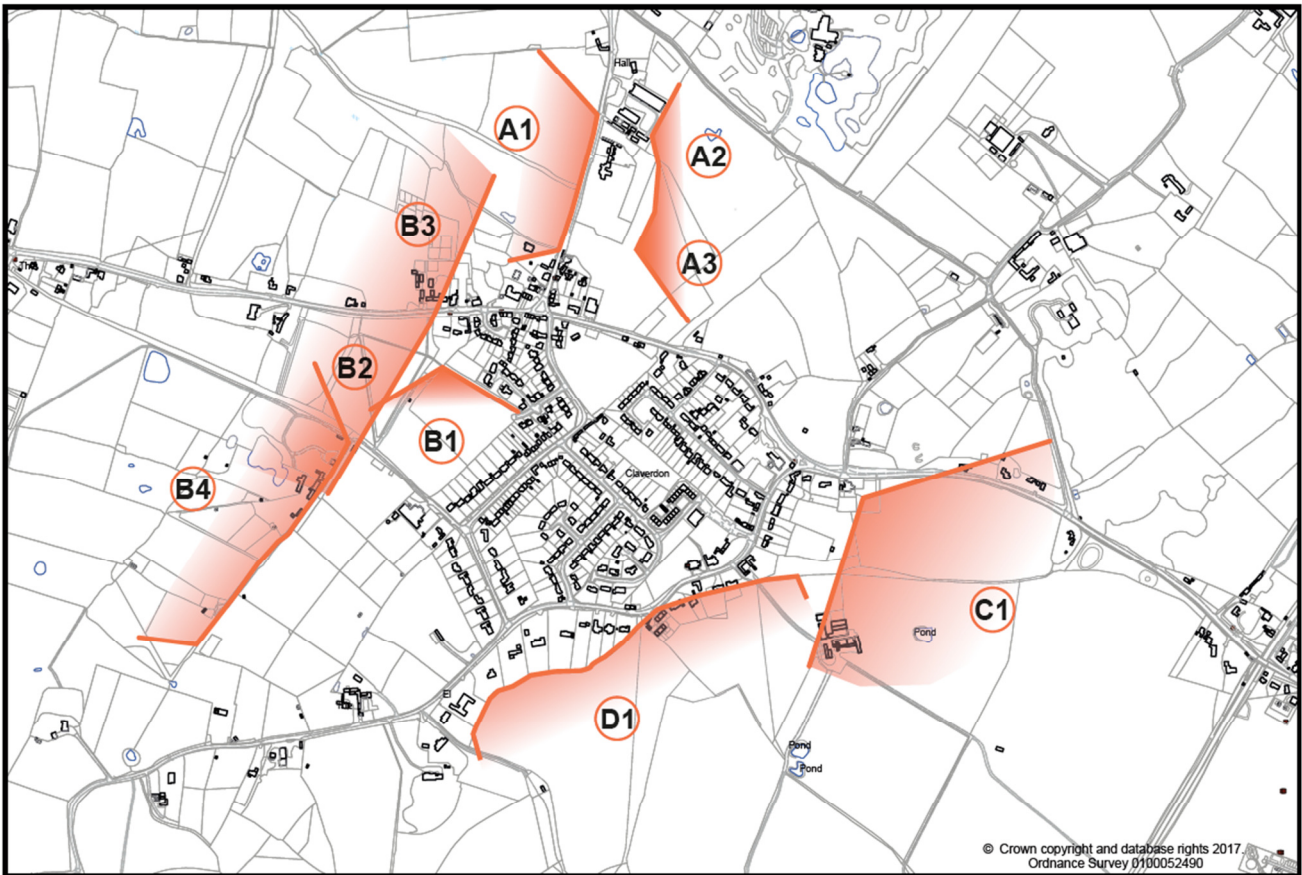 Hall
A1
A2
B3
A3
B2
B1
Claverdon
B4
C1
Pond
D1
Pond
Pond
© Crown copyright and database rights 2017.
Ordnance Survey 0100052490